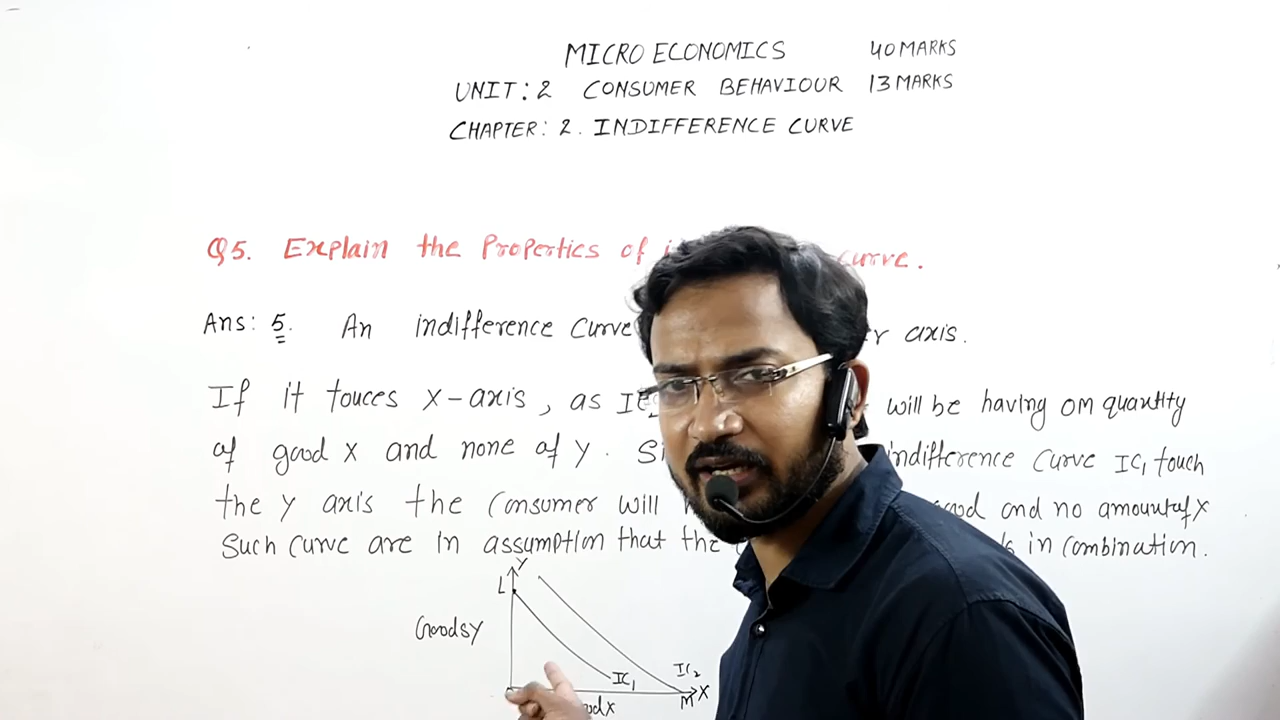 MICRO ECONOMICS 40 MARKS
UNIT: 2 CONSUMER BEHAVIOUR 13 MARKS
CHAPTER: 2. INDIFFERENCE CURVE
Q5. Explain the Properties of curve.
Ans: 5. An indifference Curve axis.
If it touces X-axis, as will be having OM quantity
of good X and none of Y. indifference Curve IC1 touch
the Y axis the Consumer will and no amount of X
Such Curve are in assumption that the in Combination.
Y
L
Goods Y
IC1
IC2
M X